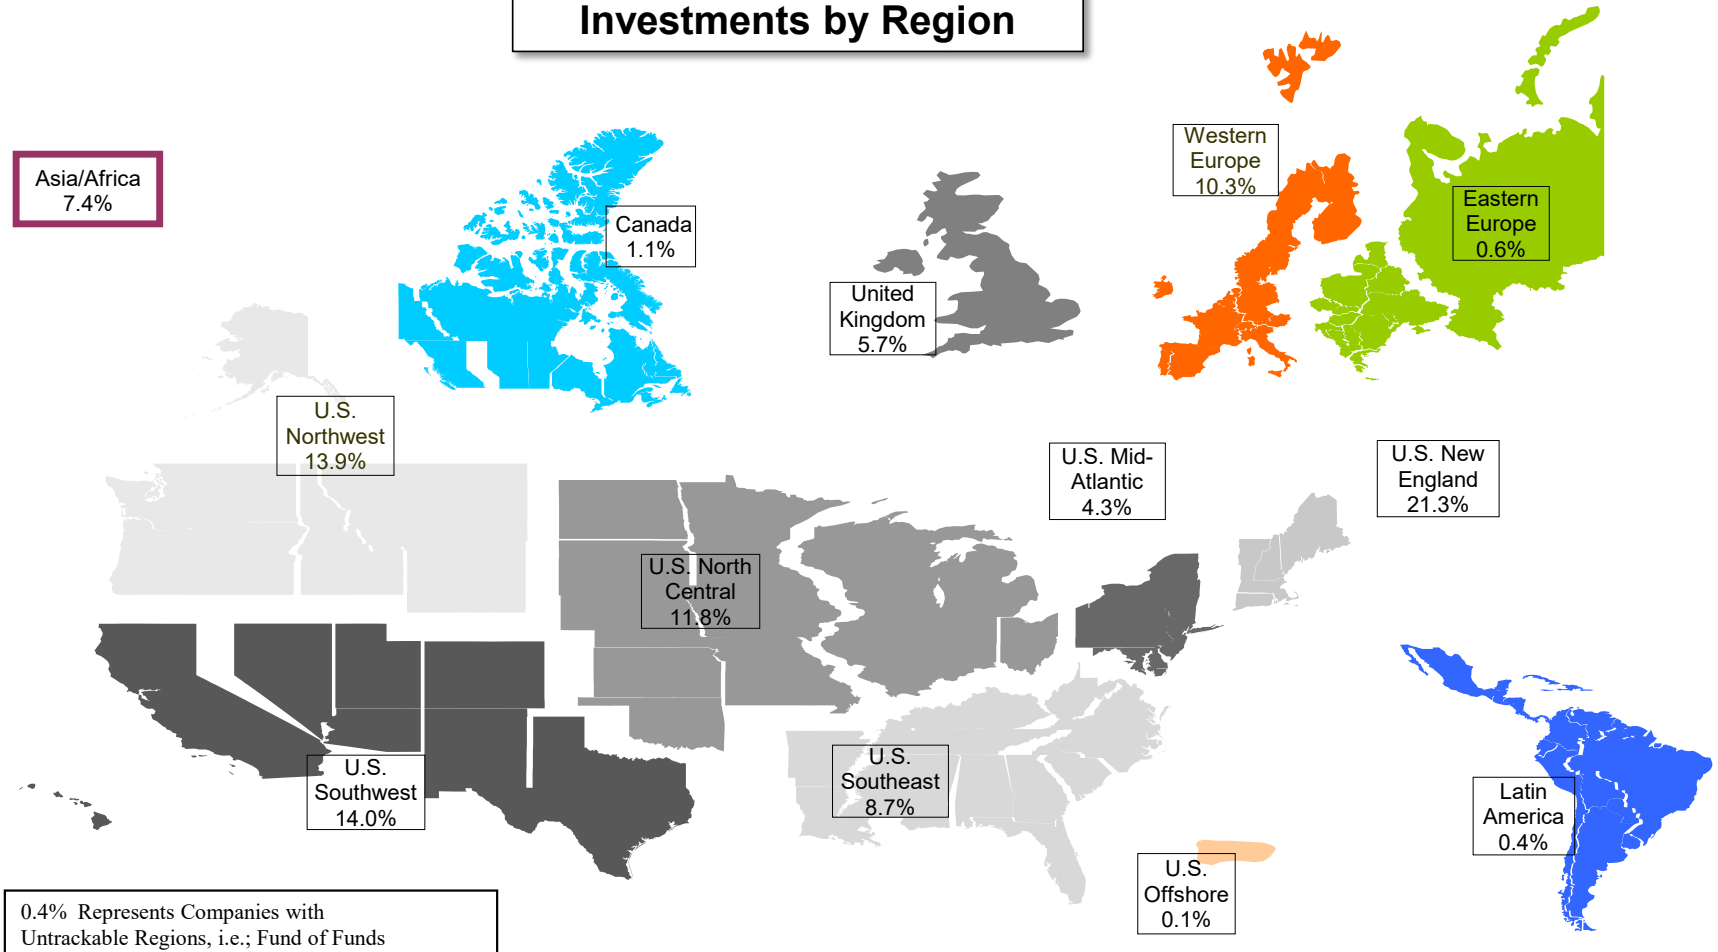 Investments by Region
Western
Europe
10.3%
Asia/Africa
7.4%
Eastern
Europe
0.6%
Canada
1.1%
United
Kingdom
5.7%
U.S.
Northwest
13.9%
U.S. Mid-
Atlantic
4.3%
U.S. New
England
21.3%
U.S. North
Central
11.8%
U.S.
Southwest
14.0%
U.S.
Southeast
8.7%
Latin
America
0.4%
U.S.
Offshore
0.1%
0.4% Represents Companies with
Untrackable Regions, i.e.; Fund of Funds